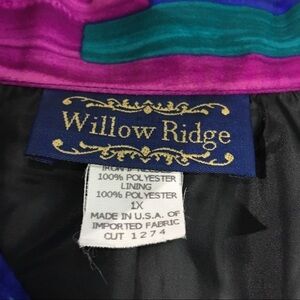 Willow Ridge
100% POLYESTER
LINING
100% POLYESTER
1X
MADE IN U.S.A. OF
IMPORTED FABRIC
CUT 1274